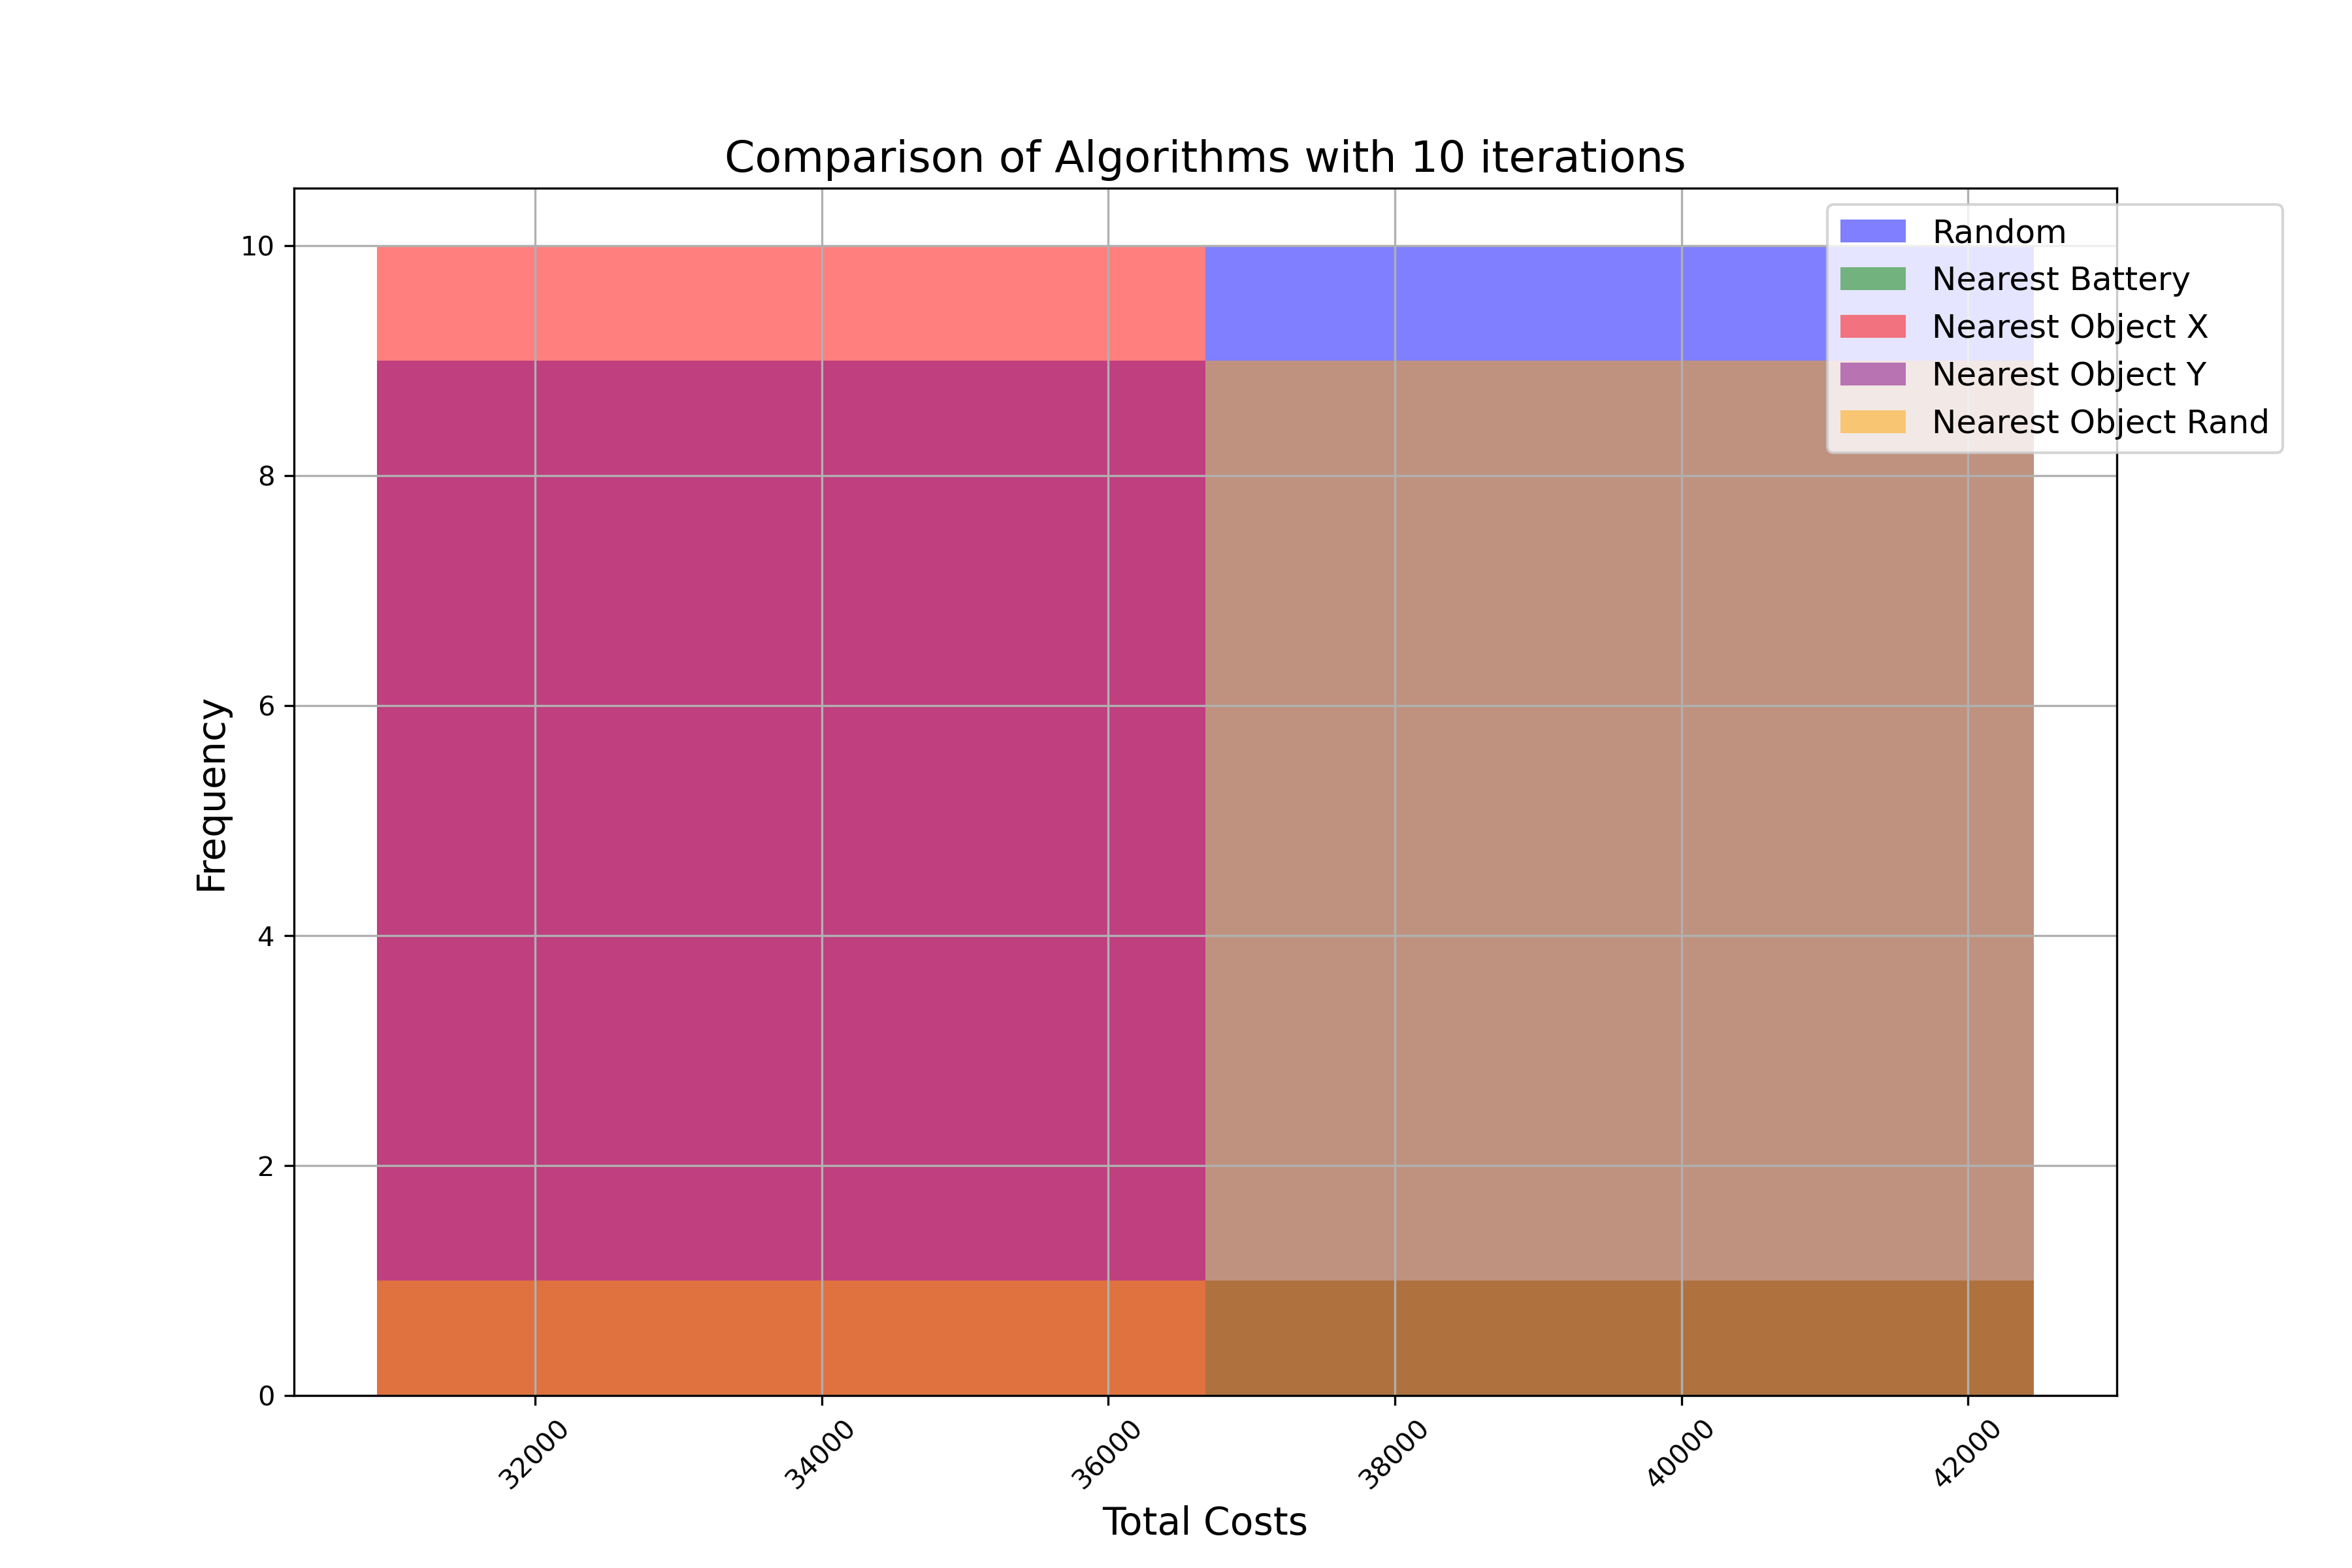 Comparison of Algorithms with 10 iterations
Random
Nearest Battery
Nearest Object X
Nearest Object Y
Nearest Object Rand
10
8
6
4
2
0
Frequency
32000
34000
36000
38000
40000
42000
Total Costs